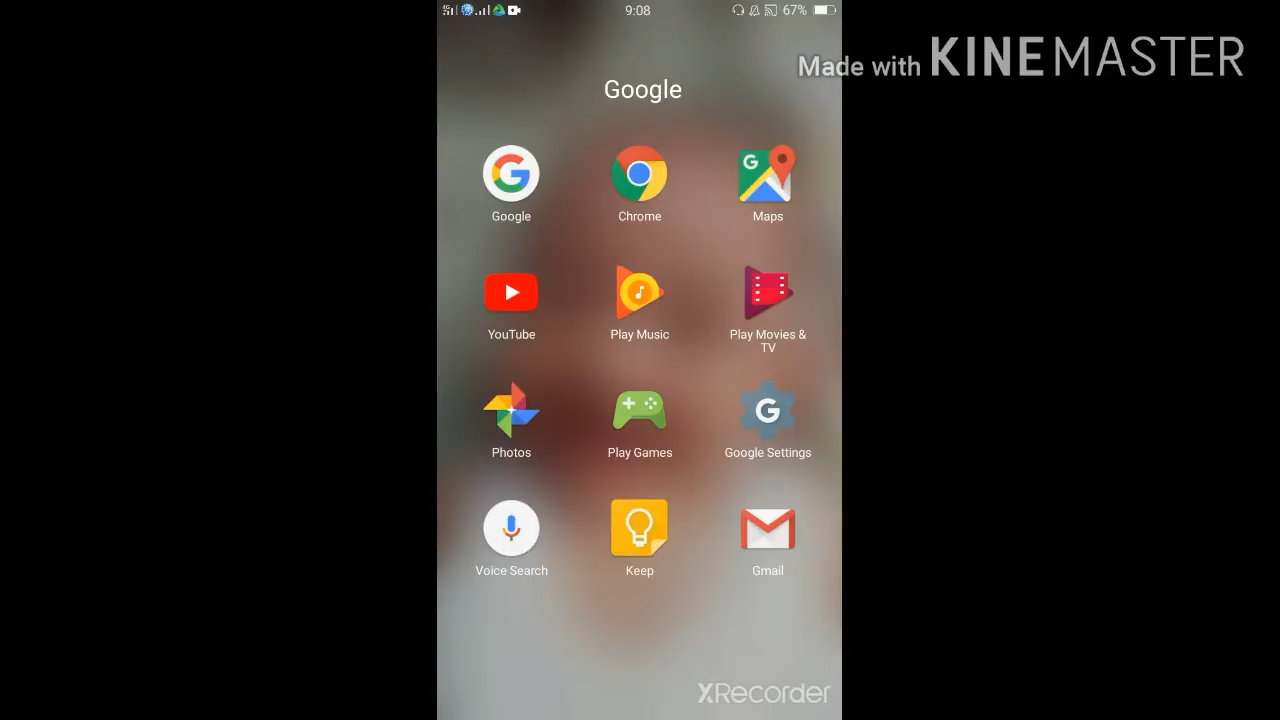 9:08
67%
Made with KINEMASTER
Google
Google
Chrome
Maps
YouTube
Play Music
Play Movies &
TV
Photos
Play Games
Google Settings
Voice Search
Keep
Gmail
XRecorder